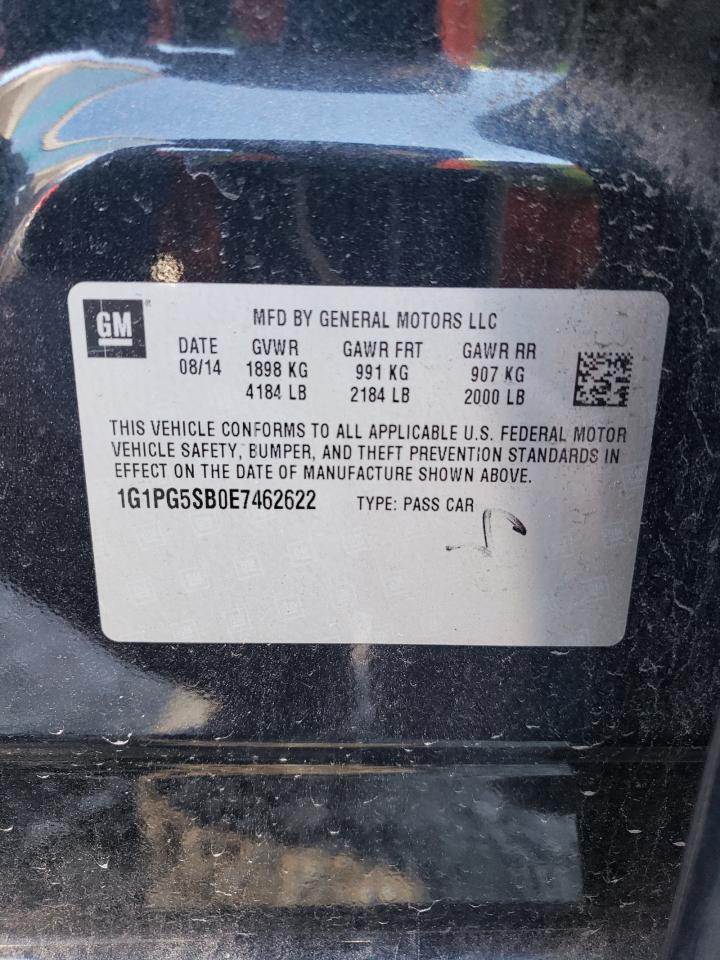 GM
MFD BY GENERAL MOTORS LLC
DATE GVWR GAWR FRT GAWR RR
08/14 1898 KG 991 KG 907 KG
4184 LB 2184 LB 2000 LB
THIS VEHICLE CONFORMS TO ALL APPLICABLE U.S. FEDERAL MOTOR
VEHICLE SAFETY, BUMPER, AND THEFT PREVENTION STANDARDS IN
EFFECT ON THE DATE OF MANUFACTURE SHOWN ABOVE.
1G1PG5SB0E7462622 TYPE: PASS CAR